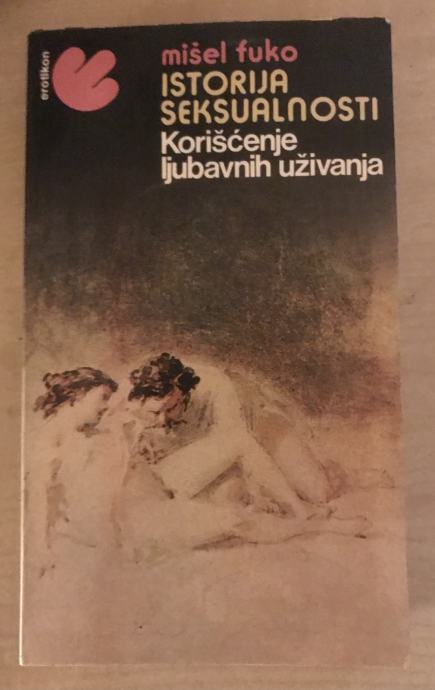 erotikon
mišel fuko
ISTORIJA
SEKSUALNOSTI
Korišćenje
ljubavnih uživanja